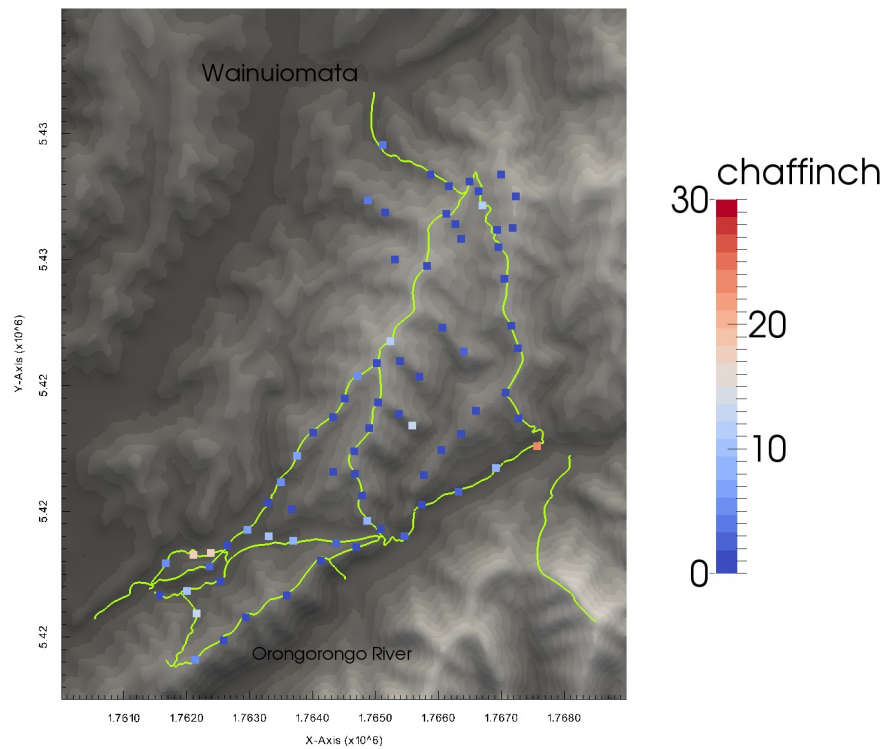 Wainuiomata
chaffinch
30
20
10
0
5.43
5.43
5.42
5.42
5.42
Y-Axis (x10^6)
Orongorongo River
1.7610 1.7620 1.7630 1.7640 1.7650 1.7660 1.7670 1.7680
X-Axis (x10^6)